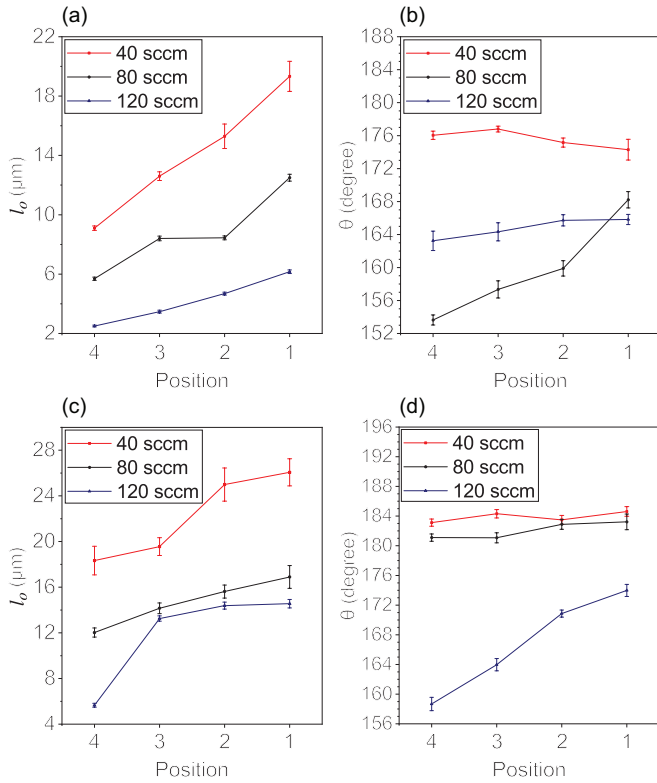 (a)
22
18
14
10
6
2
40 sccm
80 sccm
120 sccm
lo (μm)
4 3 2 1
Position
(b)
188
184
180
176
172
168
164
160
156
152
40 sccm
80 sccm
120 sccm
θ (degree)
4 3 2 1
Position
(c)
28
24
20
16
12
8
4
40 sccm
80 sccm
120 sccm
lo (μm)
4 3 2 1
Position
(d)
196
192
188
184
180
176
172
168
164
160
156
40 sccm
80 sccm
120 sccm
θ (degree)
4 3 2 1
Position